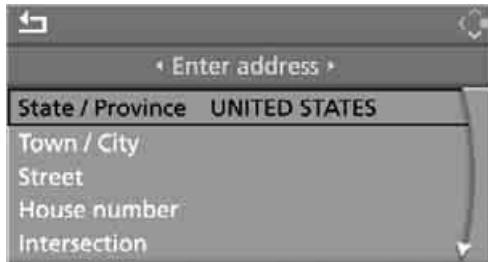 Enter address
State / Province UNITED STATES
Town / City
Street
House number
Intersection